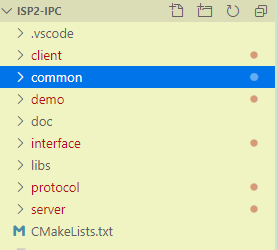 ISP2-IPC
.vscode
client
common
demo
doc
interface
libs
protocol
server
CMakeLists.txt